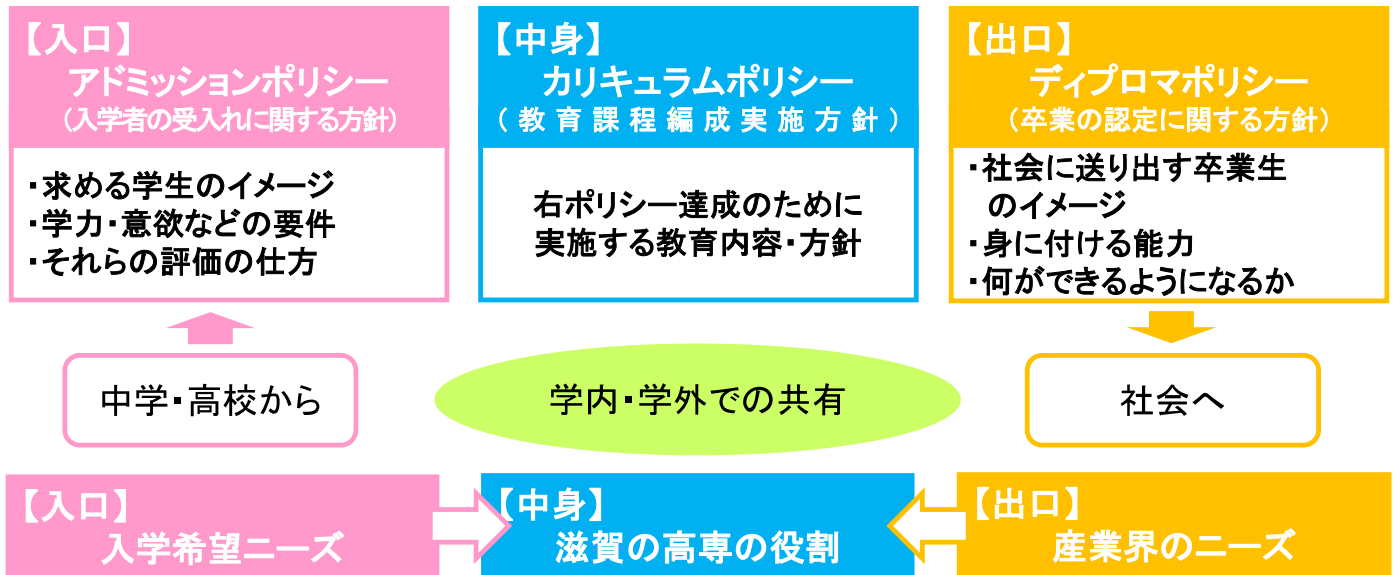 【入口】
アドミッションポリシー
（入学者の受入れに関する方針）
・求める学生のイメージ
・学力・意欲などの要件
・それらの評価の仕方
【中身】
カリキュラムポリシー
（教育課程編成実施方針）
右ポリシー達成のために
実施する教育内容・方針
【出口】
ディプロマポリシー
（卒業の認定に関する方針）
・社会に送り出す卒業生
のイメージ
・身に付ける能力
・何ができるようになるか
中学・高校から
学内・学外での共有
社会へ
【入口】
入学希望ニーズ
【中身】
滋賀の高専の役割
【出口】
産業界のニーズ